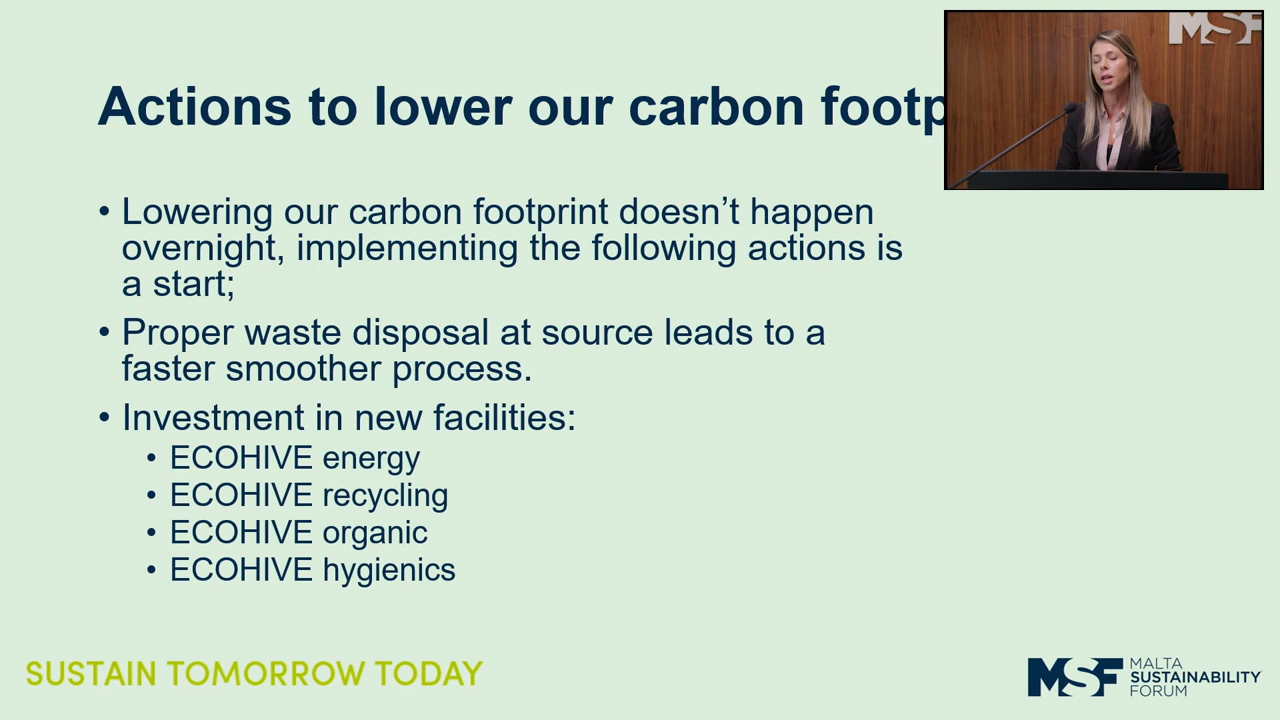 MSF
Actions to lower our carbon footp
• Lowering our carbon footprint doesn’t happen
overnight, implementing the following actions is
a start;
• Proper waste disposal at source leads to a
faster smoother process.
• Investment in new facilities:
• ECOHIVE energy
• ECOHIVE recycling
• ECOHIVE organic
• ECOHIVE hygienics
SUSTAIN TOMORROW TODAY
MSF
MALTA
SUSTAINABILITY
FORUM